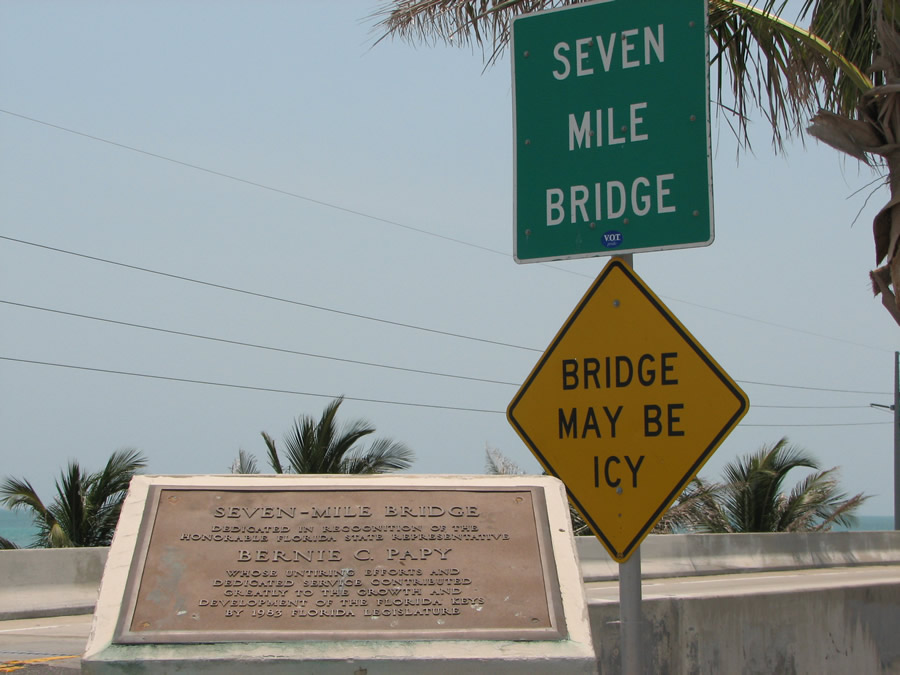 SEVEN
MILE
BRIDGE
VOT
BRIDGE
MAY BE
ICY
SEVEN-MILE BRIDGE
DEDICATED IN RECOGNITION OF THE
HONORABLE FLORIDA STATE REPRESENTATIVE
BERNIE C. PAPY
WHOSE UNTIRING EFFORTS AND
DEDICATED SERVICE CONTRIBUTED
GREATLY TO THE GROWTH AND
DEVELOPMENT OF THE FLORIDA KEYS
BY 1983 FLORIDA LEGISLATURE